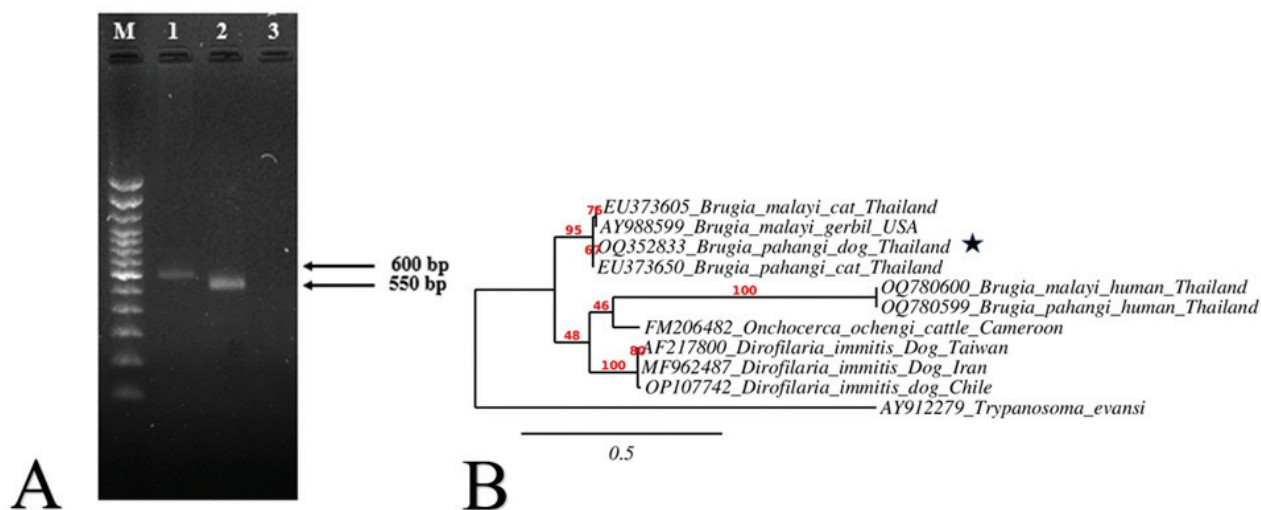 M 1 2 3
600 bp
550 bp
A
76
EU373605_Brugia_malayi_cat_Thailand
AY988599_Brugia_malayi_gerbil_USA
95
67
OQ352833_Brugia_pahangi_dog_Thailand
EU373650_Brugia_pahangi_cat_Thailand
100
OQ780600_Brugia_malayi_human_Thailand
OQ780599_Brugia_pahangi_human_Thailand
46
FM206482_Onchocerca_ochengi_cattle_Cameroon
48
AF217800_Dirofilaria_immitis_Dog_Taiwan
100
MF962487_Dirofilaria_immitis_Dog_Iran
OP107742_Dirofilaria_immitis_dog_Chile
AY912279_Trypanosoma_evansi
0.5
B